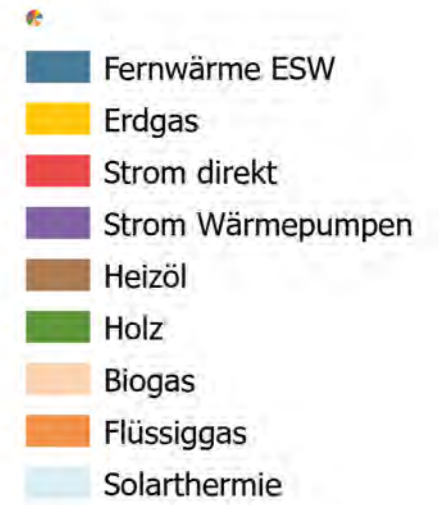 Fernwärme ESW
Erdgas
Strom direkt
Strom Wärmepumpen
Heizöl
Holz
Biogas
Flüssiggas
Solarthermie